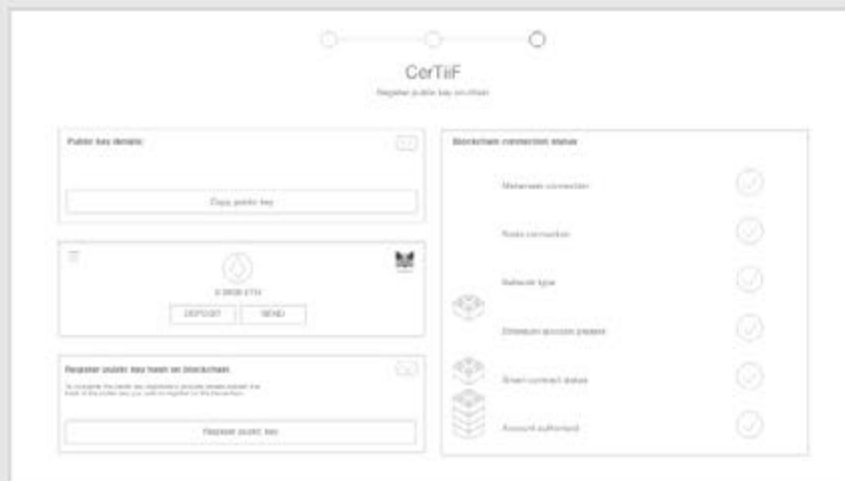 CerTiiF
Register public key on-chain
Public key details:
Copy public key
ETH
DEPOSIT
SEND
Register public key hash on blockchain
Register public key
Blockchain connection status
Metamask connection
Node connection
Network type
Ethereum account present
Smart contract status
Account authorised